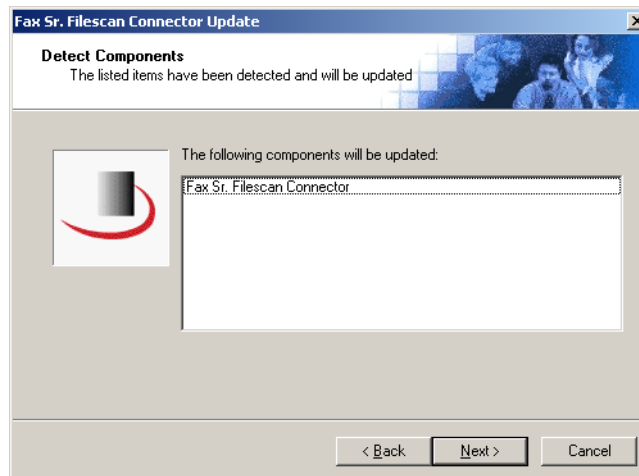 Fax Sr. Filescan Connector Update
Detect Components
The listed items have been detected and will be updated
The following components will be updated:
Fax Sr. Filescan Connector
< Back
Next >
Cancel